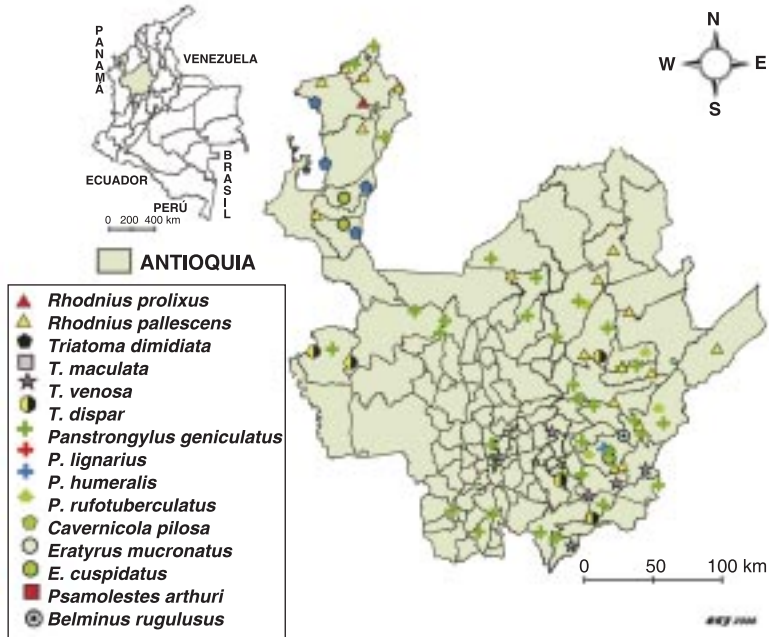 PANAMÁ
VENEZUELA
ECUADOR
BRASIL
PERÚ
0 200 400 km
N
W E
S
ANTIOQUIA
Rhodnius prolixus
Rhodnius pallescens
Triatoma dimidiata
T. maculata
T. venosa
T. dispar
Panstrongylus geniculatus
P. lignarius
P. humeralis
P. rufotuberculatus
Cavernicola pilosa
Eratyrus mucronatus
E. cuspidatus
Psamolestes arthuri
Belminus rugulusus
0 50 100 km